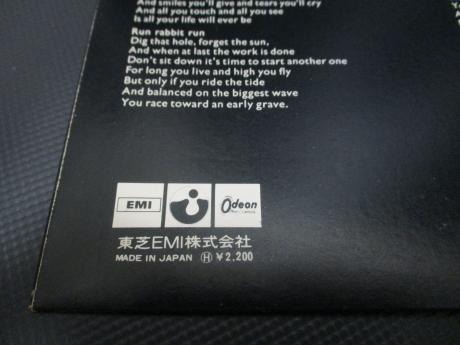 And smiles you'll give and tears you'll cry
And all you touch and all you see
Is all your life will ever be
Run rabbit run
Dig that hole, forget the sun,
And when at last the work is done
Don't sit down it's time to start another one
For long you live and high you fly
But only if you ride the tide
And balanced on the biggest wave
You race toward an early grave.
EMI
Odeon
東芝EMI株式会社
MADE IN JAPAN Ⓗ ¥2,200